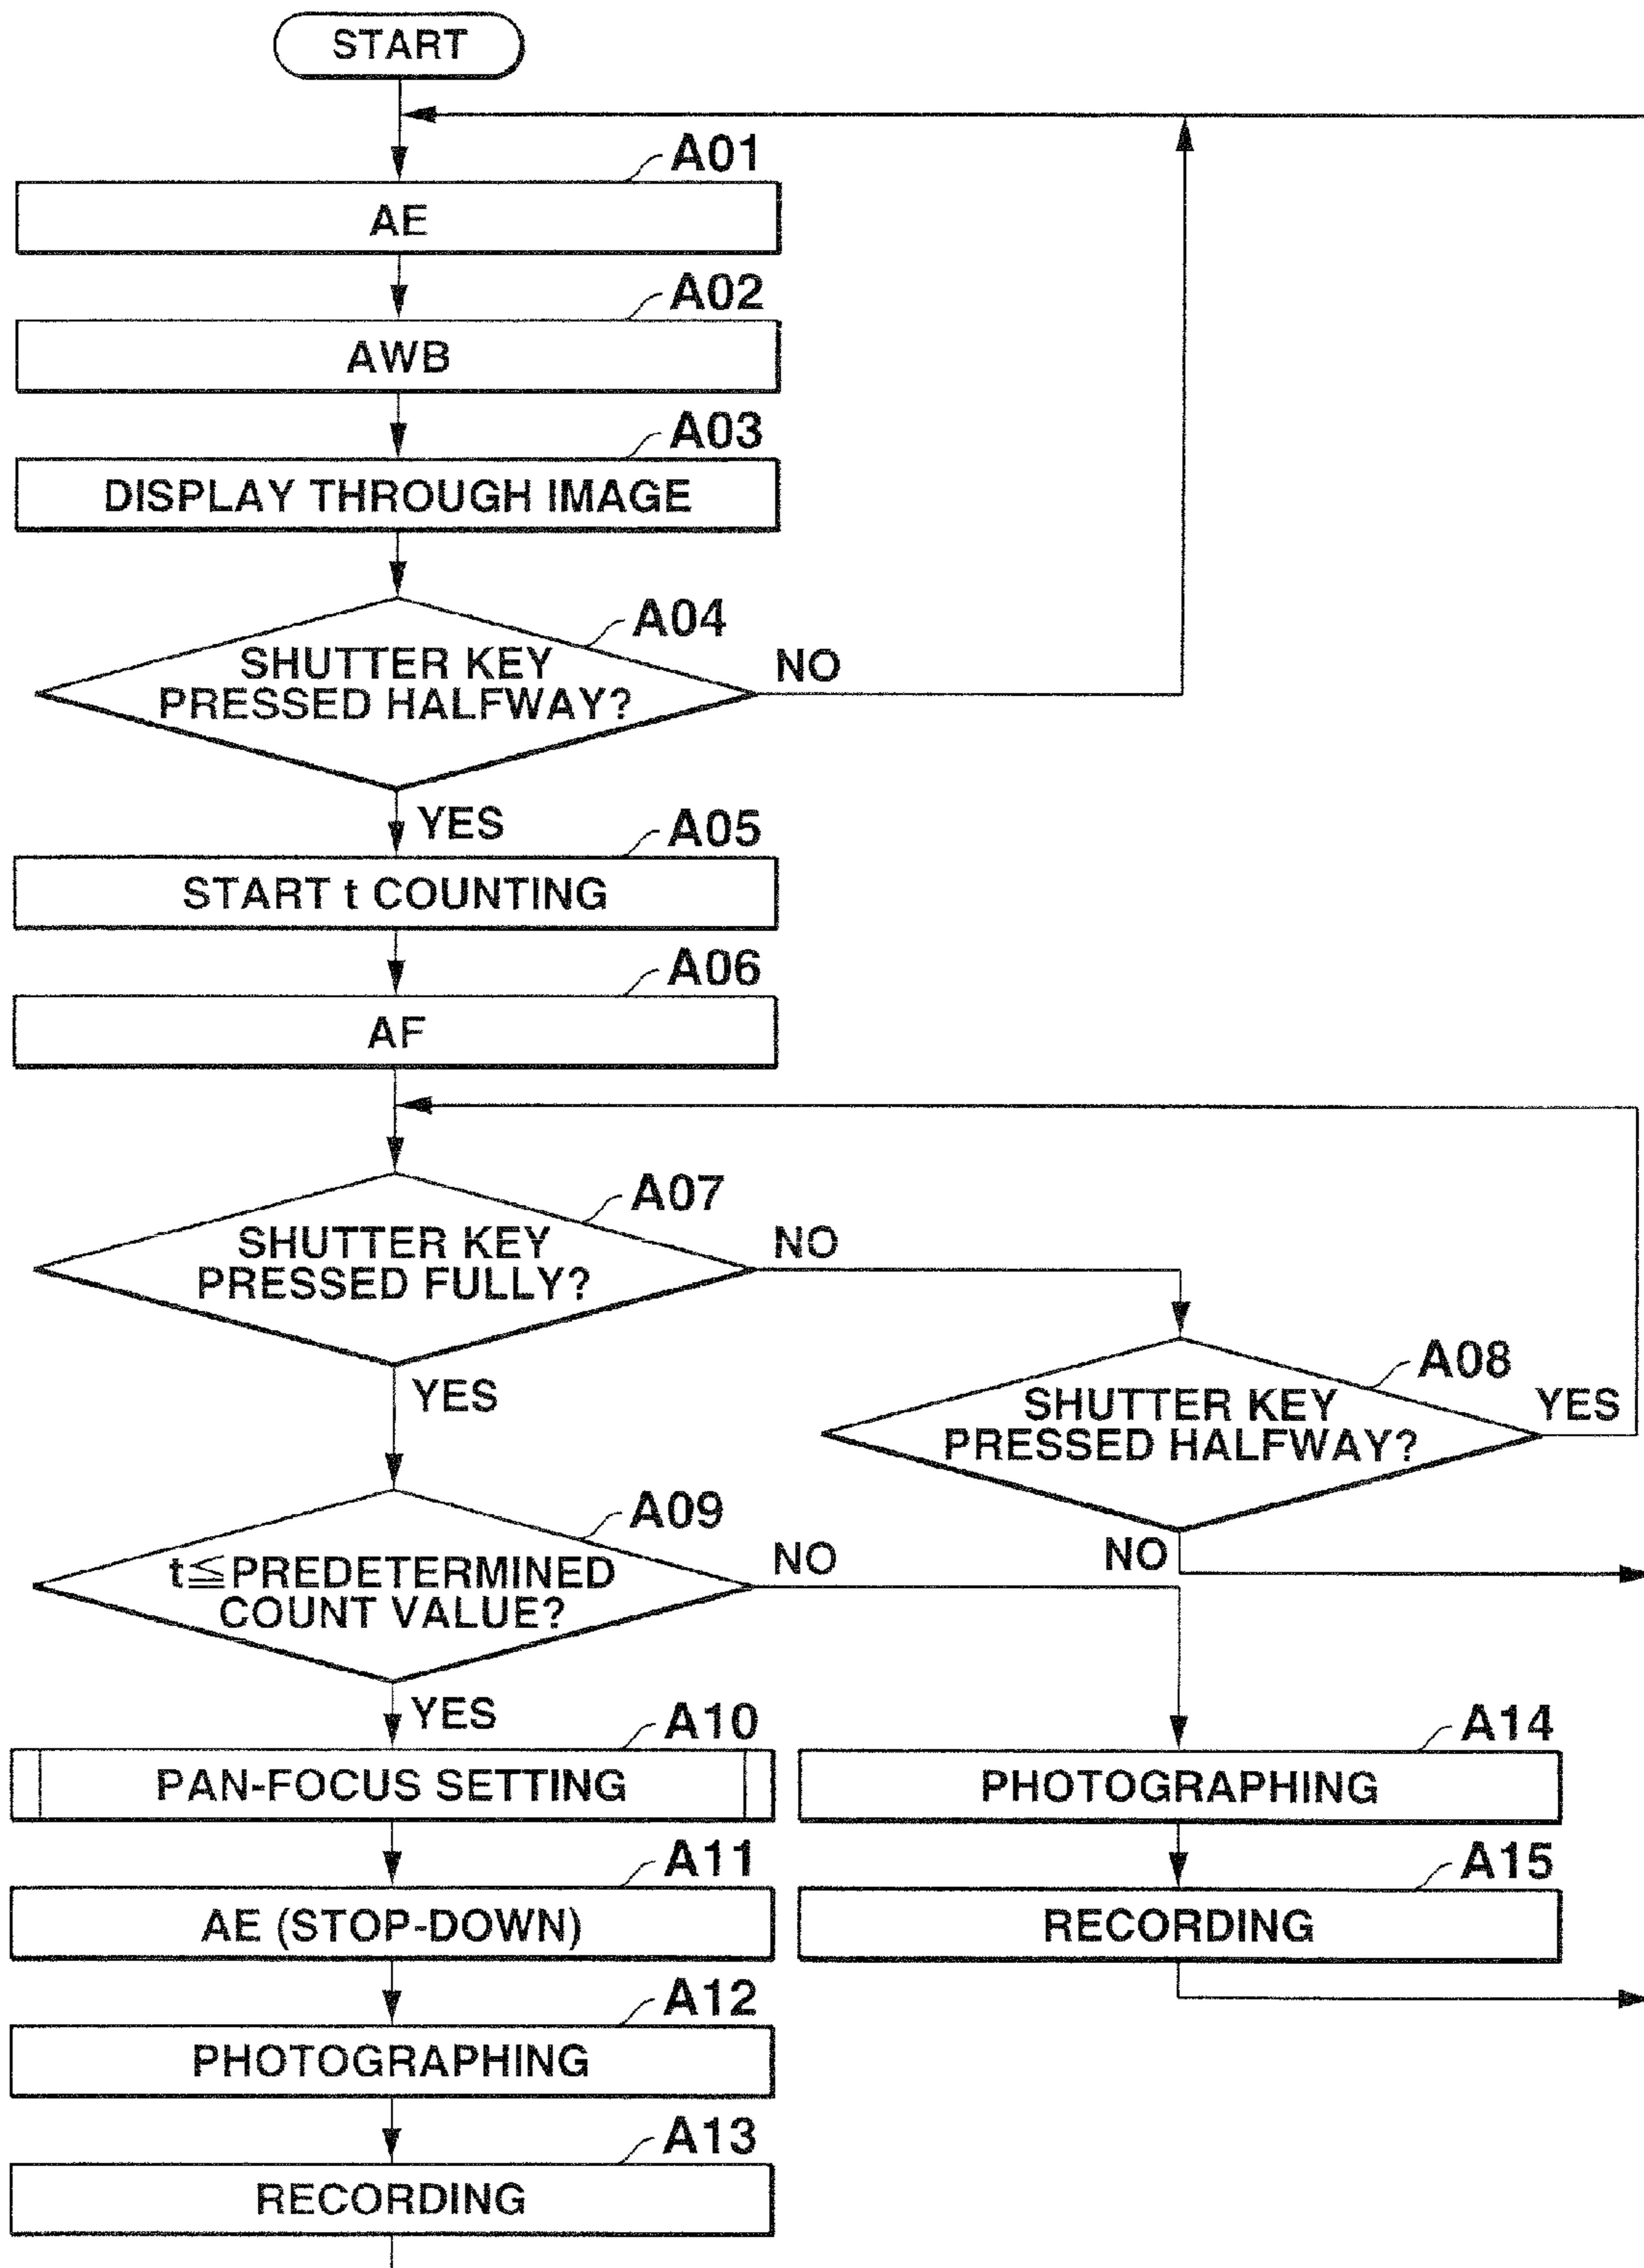 START
A01
AE
A02
AWB
A03
DISPLAY THROUGH IMAGE
A04
SHUTTER KEY
PRESSED HALFWAY?
NO
YES
A05
START t COUNTING
A06
AF
A07
SHUTTER KEY
PRESSED FULLY?
NO
YES
A08
SHUTTER KEY
PRESSED HALFWAY?
YES
NO
A09
t≦PREDETERMINED
COUNT VALUE?
NO
YES
A10
PAN-FOCUS SETTING
A11
AE (STOP-DOWN)
A12
PHOTOGRAPHING
A13
RECORDING
A14
PHOTOGRAPHING
A15
RECORDING